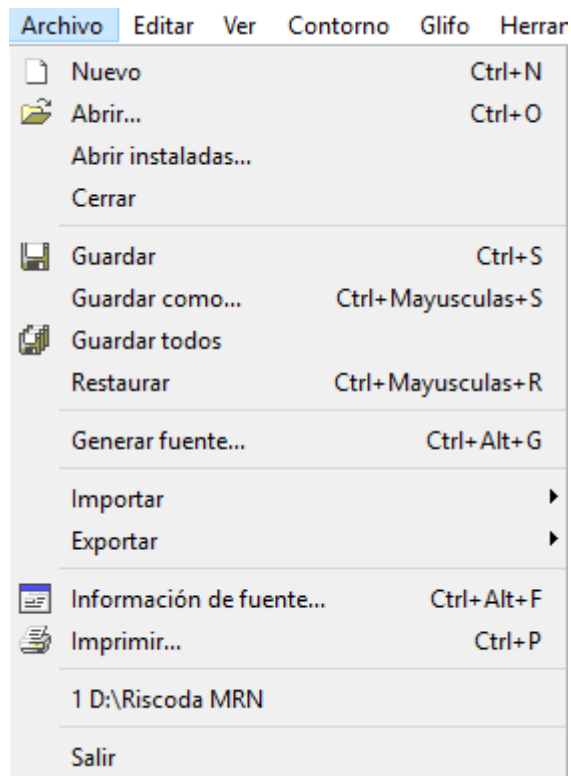 Archivo Editar Ver Contorno Glifo Herrar
Nuevo Ctrl+N
Abrir... Ctrl+O
Abrir instaladas...
Cerrar
Guardar Ctrl+S
Guardar como... Ctrl+Mayusculas+S
Guardar todos
Restaurar Ctrl+Mayusculas+R
Generar fuente... Ctrl+Alt+G
Importar
Exportar
Información de fuente... Ctrl+Alt+F
Imprimir... Ctrl+P
1 D:\Riscoda MRN
Salir